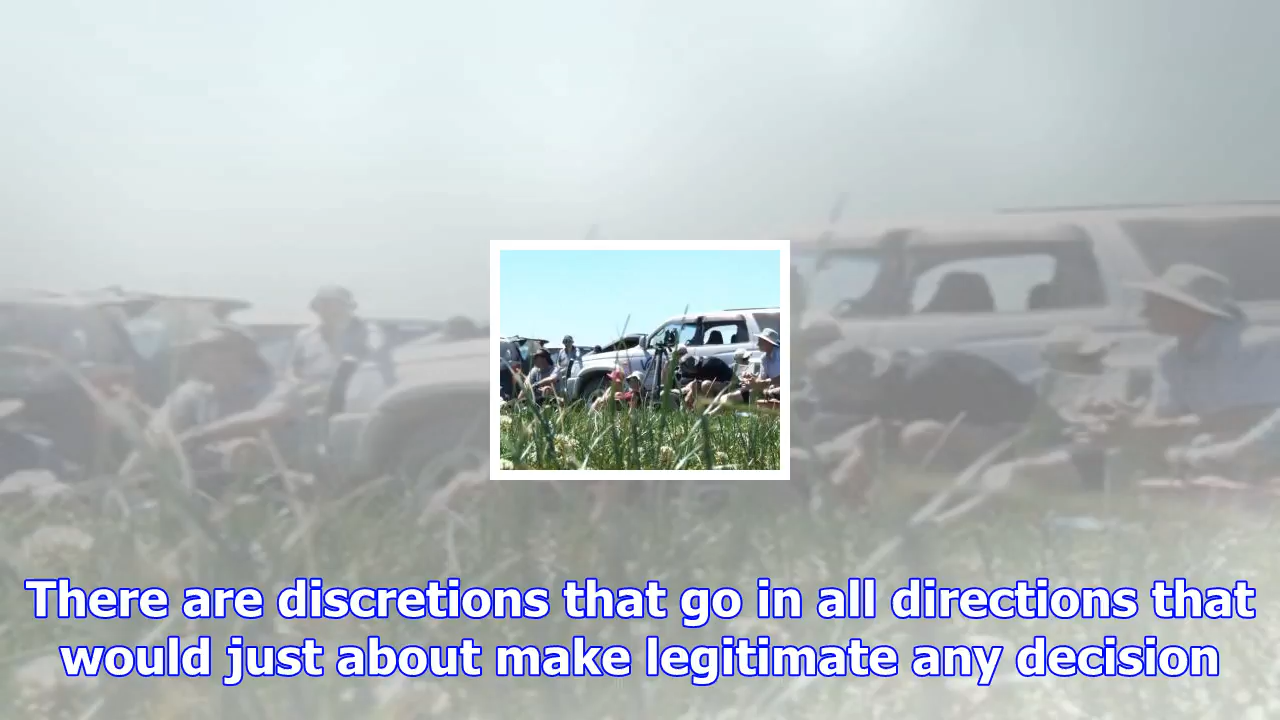 There are discretions that go in all directions that
would just about make legitimate any decision